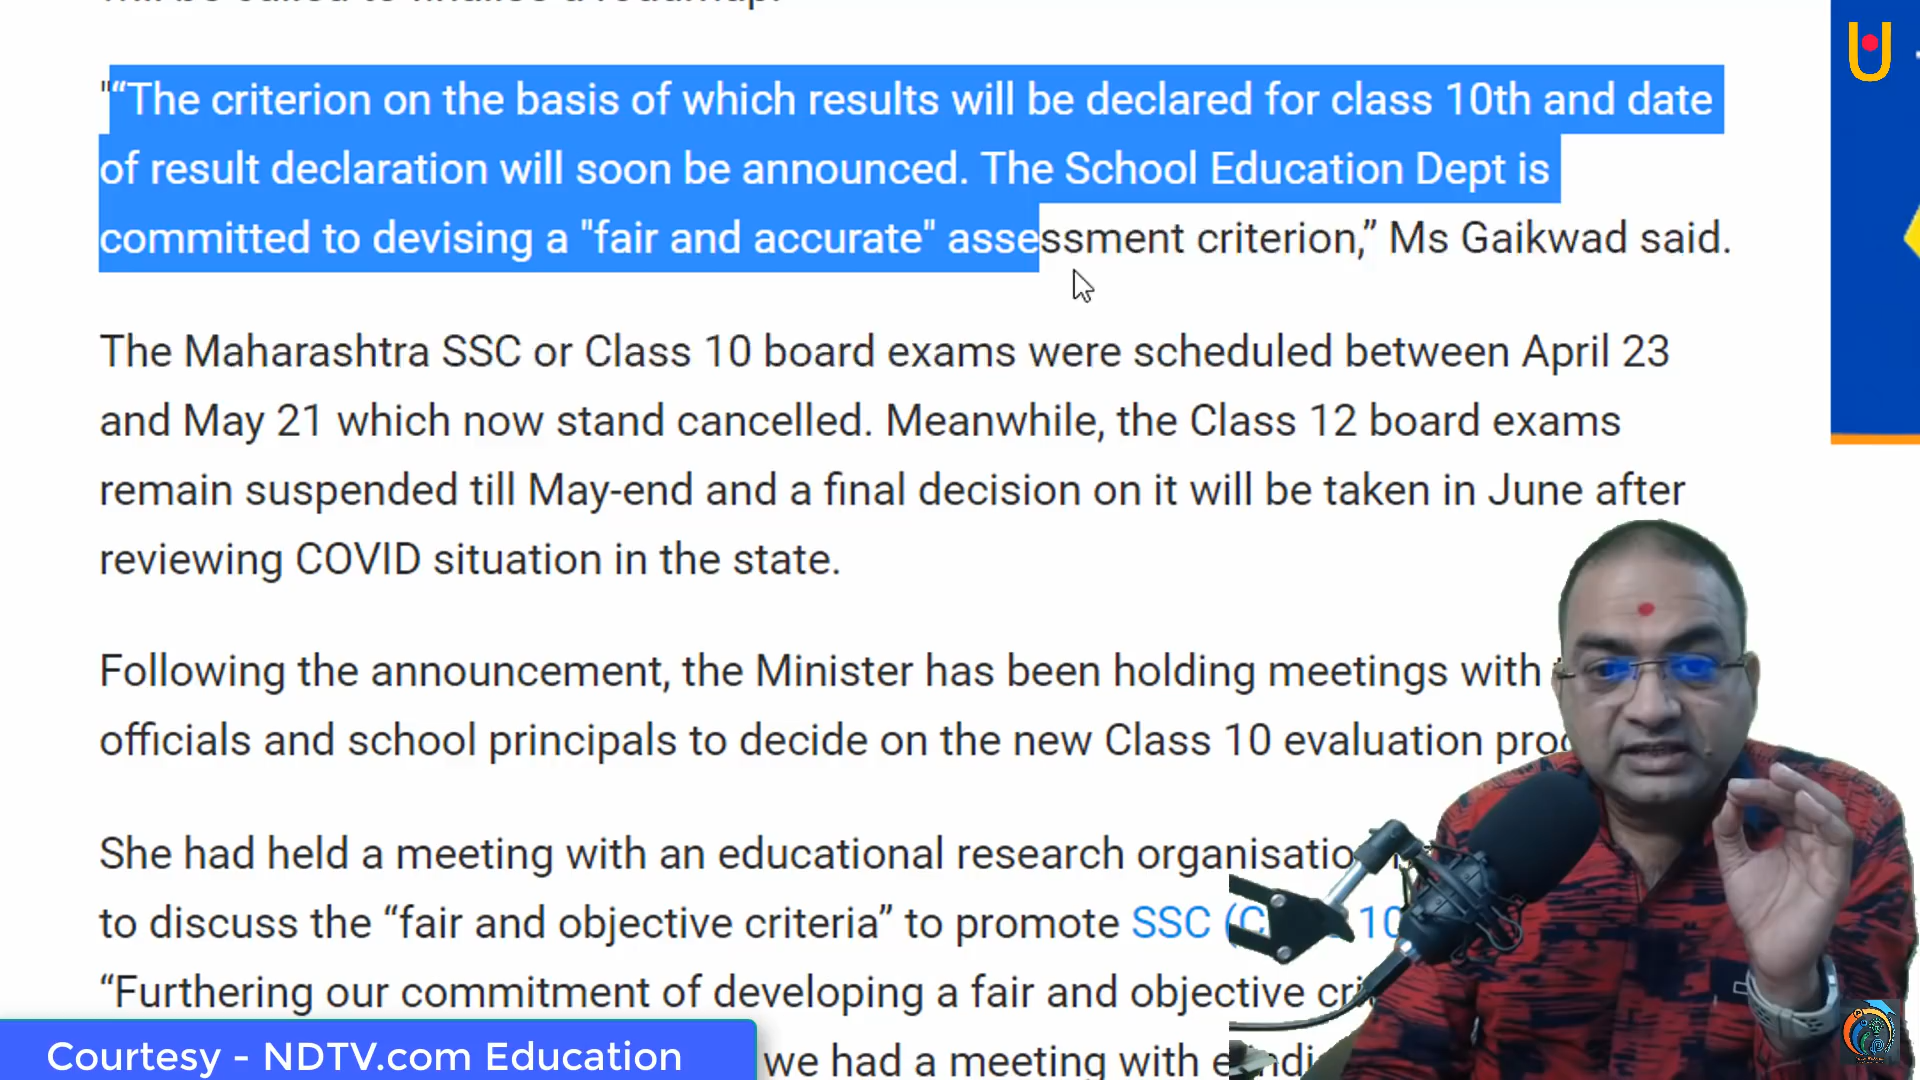 "“The criterion on the basis of which results will be declared for class 10th and date
of result declaration will soon be announced. The School Education Dept is
committed to devising a "fair and accurate" assessment criterion,” Ms Gaikwad said.
The Maharashtra SSC or Class 10 board exams were scheduled between April 23
and May 21 which now stand cancelled. Meanwhile, the Class 12 board exams
remain suspended till May-end and a final decision on it will be taken in June after
reviewing COVID situation in the state.
Following the announcement, the Minister has been holding meetings with
officials and school principals to decide on the new Class 10 evaluation
She had held a meeting with an educational research
to discuss the “fair and objective criteria” to promote SSC 10
“Furthering our commitment of developing a fair and objective
we had a meeting with
Courtesy - NDTV.com Education